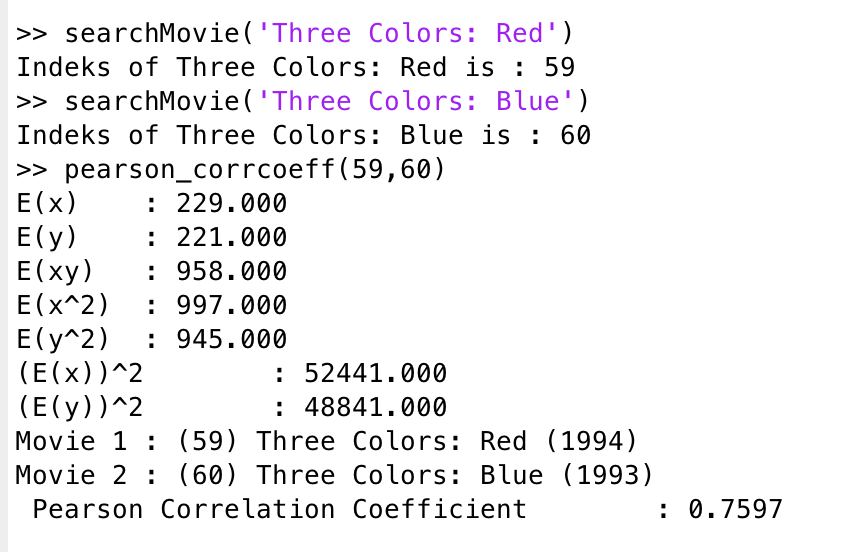 >> searchMovie('Three Colors: Red')
Indeks of Three Colors: Red is : 59
>> searchMovie('Three Colors: Blue')
Indeks of Three Colors: Blue is : 60
>> pearson_corrcoeff(59,60)
E(x)    : 229.000
E(y)    : 221.000
E(xy)   : 958.000
E(x^2)  : 997.000
E(y^2)  : 945.000
(E(x))^2        : 52441.000
(E(y))^2        : 48841.000
Movie 1 : (59) Three Colors: Red (1994)
Movie 2 : (60) Three Colors: Blue (1993)
 Pearson Correlation Coefficient        : 0.7597